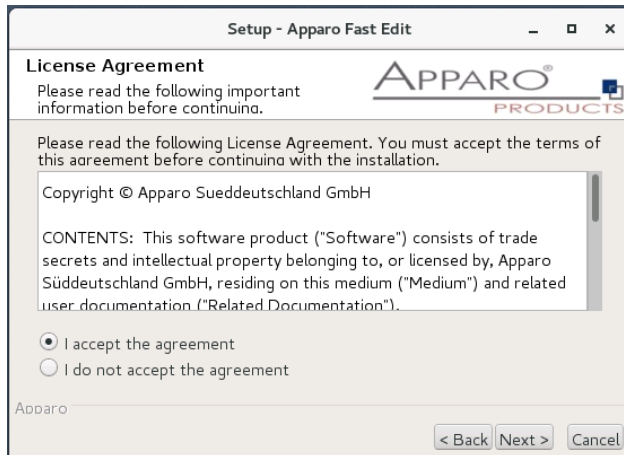 Setup - Apparo Fast Edit
License Agreement
Please read the following important
information before continuing.
APPARO®
PRODUCTS
Please read the following License Agreement. You must accept the terms of
this agreement before continuing with the installation.
Copyright © Apparo Sueddeutschland GmbH
CONTENTS: This software product ("Software") consists of trade
secrets and intellectual property belonging to, or licensed by, Apparo
Süddeutschland GmbH, residing on this medium ("Medium") and related
user documentation ("Related Documentation").
I accept the agreement
I do not accept the agreement
Apparo
< Back Next > Cancel